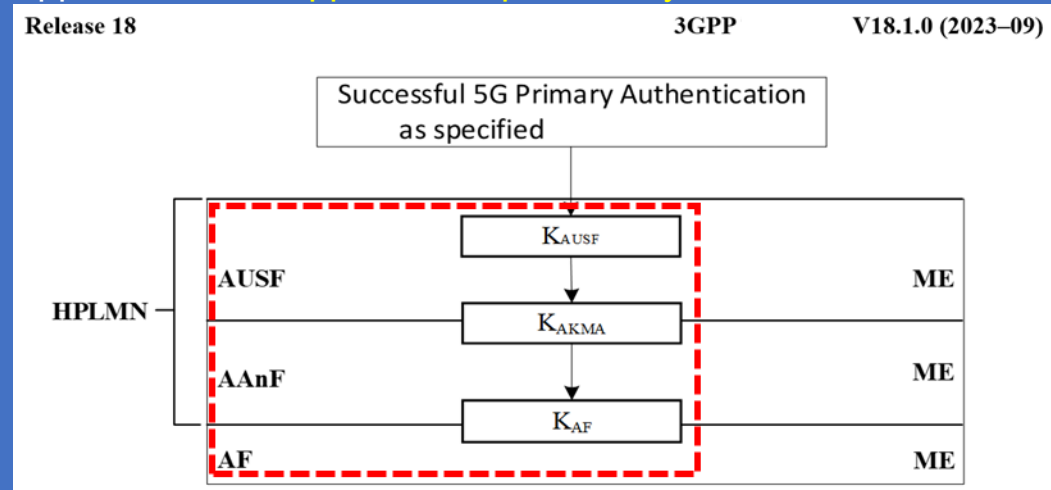 Release 18 3GPP V18.1.0 (2023–09)
Successful 5G Primary Authentication
as specified
KAUSF
AUSF ME
HPLMN
KAKMA
AAnF ME
KAF
AF ME